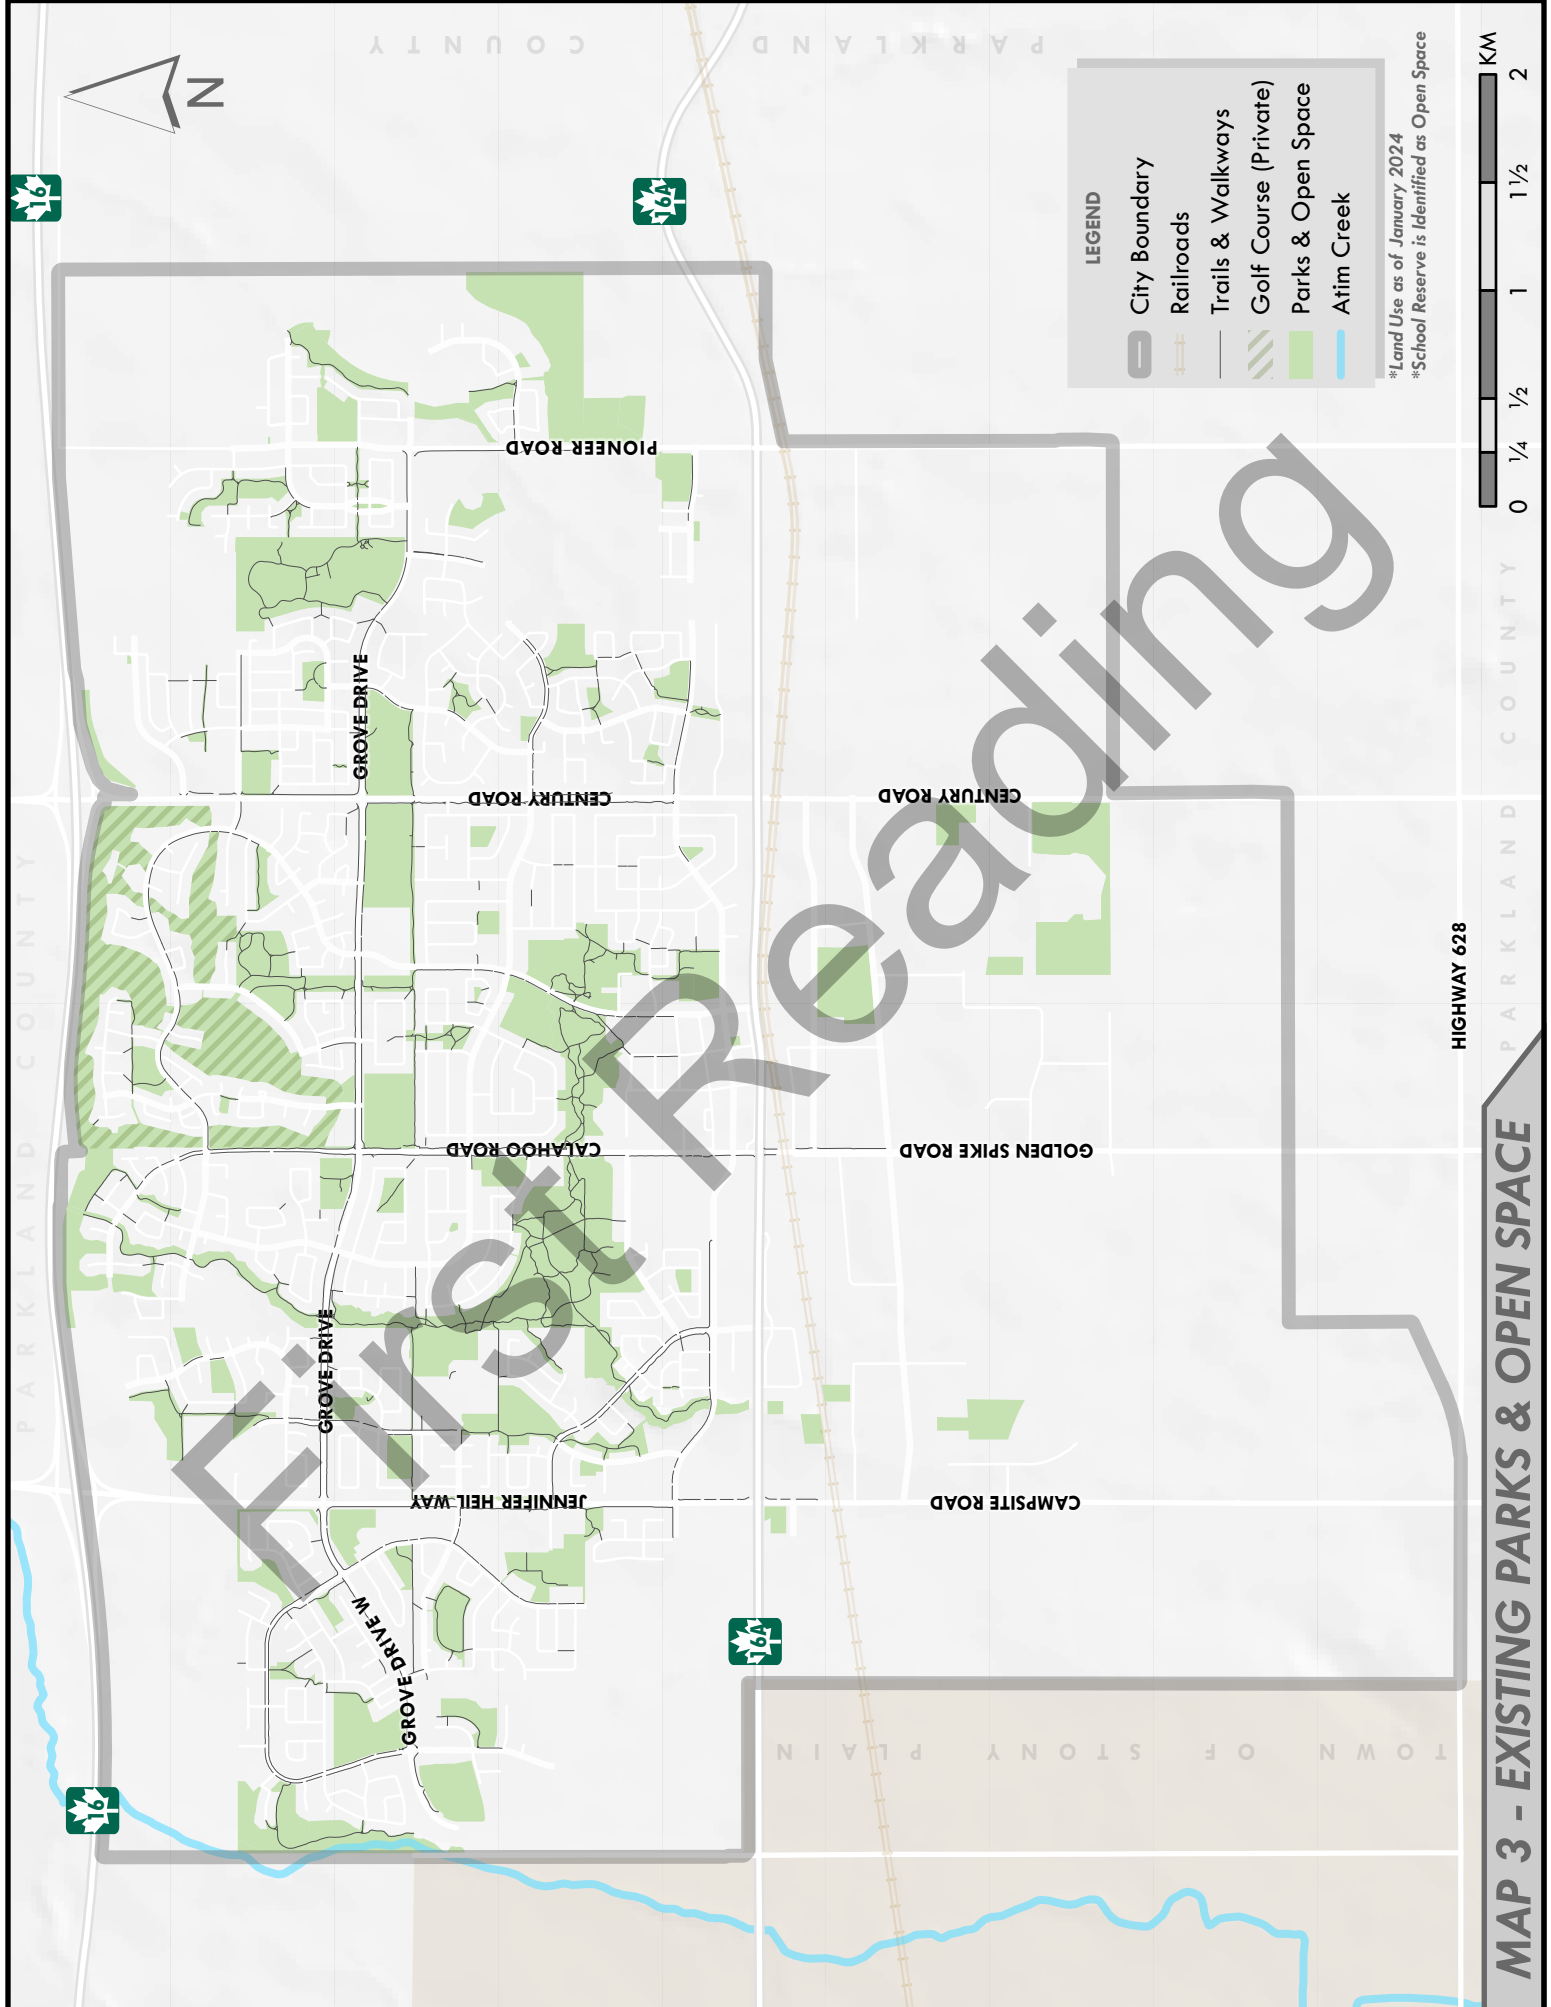 MAP 3 - EXISTING PARKS & OPEN SPACE
First Reading
N
16
16
16A
16A
PARKLAND COUNTY
PARKLAND COUNTY
PARKLAND COUNTY
TOWN OF STONY PLAIN
GROVE DRIVE
GROVE DRIVE
GROVE DRIVE W
GROVE DRIVE
PIONEER ROAD
CENTURY ROAD
CENTURY ROAD
CALAHOO ROAD
GOLDEN SPIKE ROAD
JENNIFER HEIL WAY
CAMPSITE ROAD
HIGHWAY 628
LEGEND
City Boundary
Railroads
Trails & Walkways
Golf Course (Private)
Parks & Open Space
Atim Creek
*Land Use as of January 2024
*School Reserve is Identified as Open Space
0 1/4 1/2 1 1 1/2 2
KM